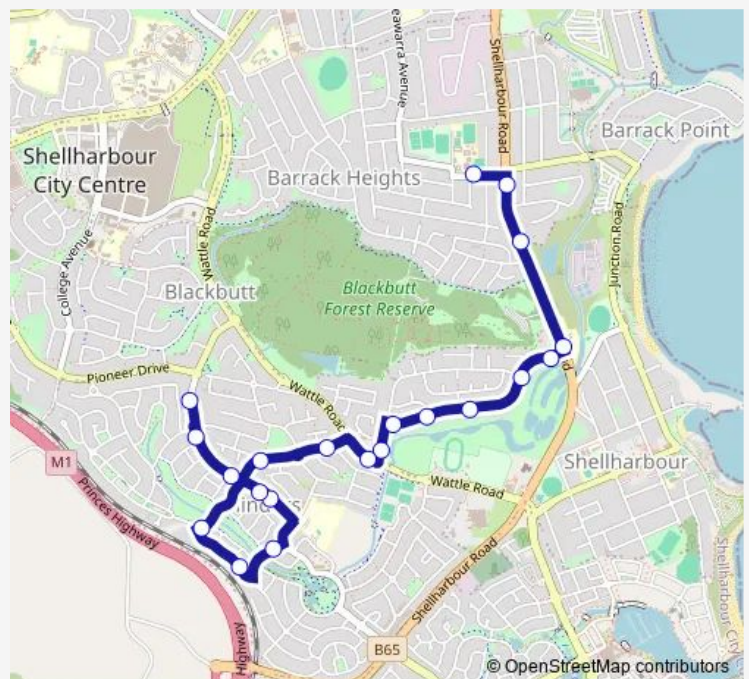 Shellharbour Road
Barrack Point
Shellharbour
City Centre
Barrack Heights
Wattle Road
Junction Road
College Avenue
Blackbutt
Blackbutt
Forest Reserve
Pioneer Drive
Wattle Road
M1
Princes Highway
Shellharbour
Wattle Road
Shellharbour Road
Highway
B65
© OpenStreetMap contributors